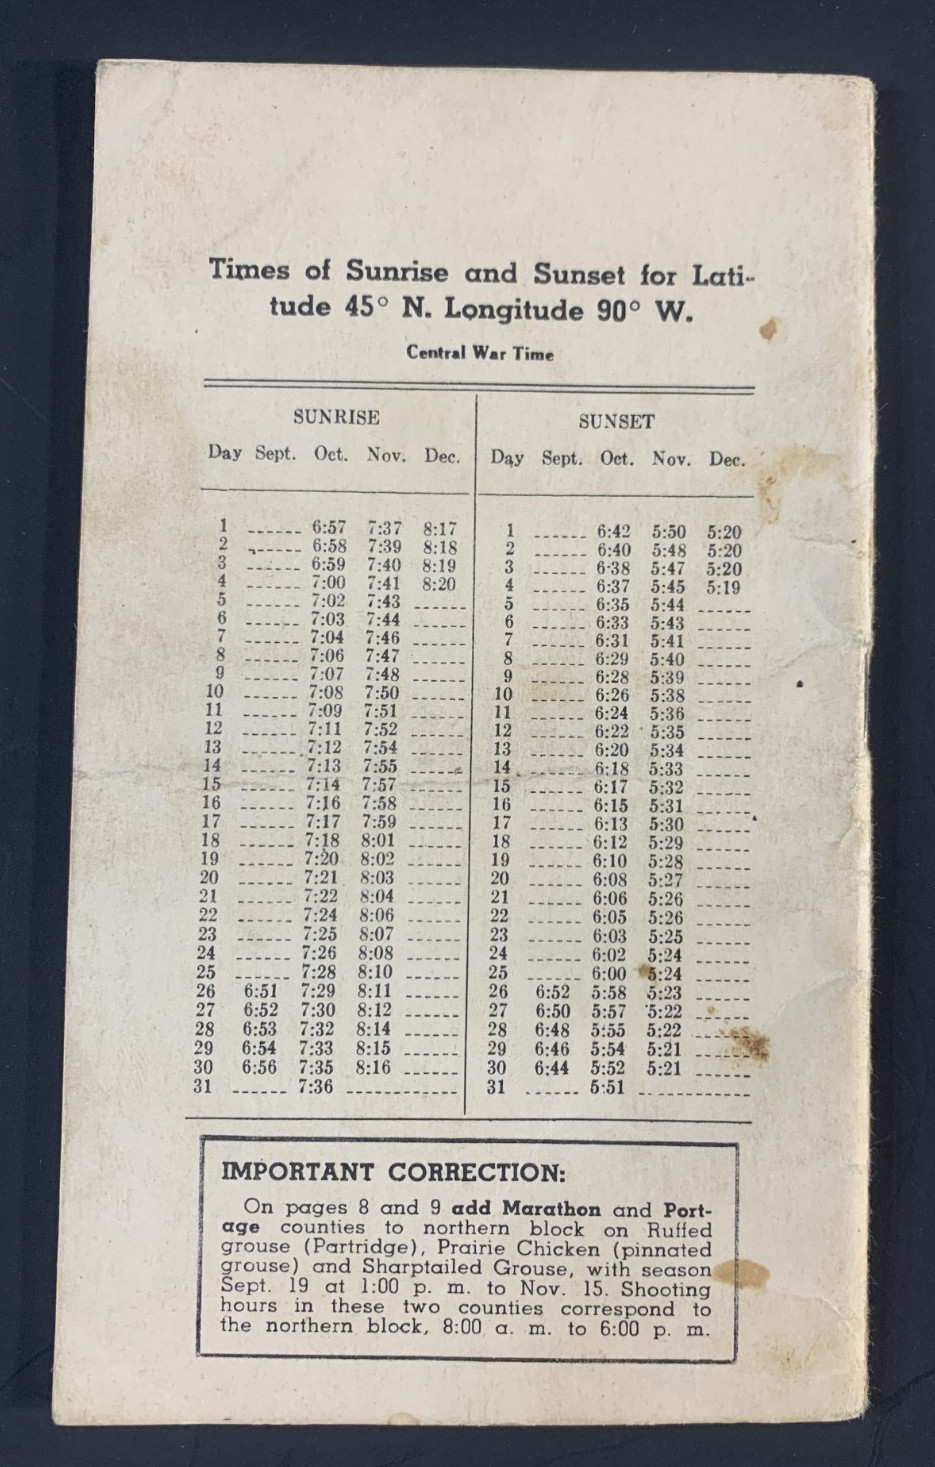 Times of Sunrise and Sunset for Lati-
tude 45° N. Longitude 90° W.
Central War Time
SUNRISE SUNSET
Day Sept. Oct. Nov. Dec. Day Sept. Oct. Nov. Dec.
1 ------ 6:57 7:37 8:17 1 ------ 6:42 5:50 5:20
2 ------ 6:58 7:39 8:18 2 ------ 6:40 5:48 5:20
3 ------ 6:59 7:40 8:19 3 ------ 6:38 5:47 5:20
4 ------ 7:00 7:41 8:20 4 ------ 6:37 5:45 5:19
5 ------ 7:02 7:43 ------ 5 ------ 6:35 5:44 ------
6 ------ 7:03 7:44 ------ 6 ------ 6:33 5:43 ------
7 ------ 7:04 7:46 ------ 7 ------ 6:31 5:41 ------
8 ------ 7:06 7:47 ------ 8 ------ 6:29 5:40 ------
9 ------ 7:07 7:48 ------ 9 ------ 6:28 5:39 ------
10 ------ 7:08 7:50 ------ 10 ------ 6:26 5:38 ------
11 ------ 7:09 7:51 ------ 11 ------ 6:24 5:36 ------
12 ------ 7:11 7:52 ------ 12 ------ 6:22 5:35 ------
13 ------ 7:12 7:54 ------ 13 ------ 6:20 5:34 ------
14 ------ 7:13 7:55 ------ 14 ------ 6:18 5:33 ------
15 ------ 7:14 7:57 ------ 15 ------ 6:17 5:32 ------
16 ------ 7:16 7:58 ------ 16 ------ 6:15 5:31 ------
17 ------ 7:17 7:59 ------ 17 ------ 6:13 5:30 ------
18 ------ 7:18 8:01 ------ 18 ------ 6:12 5:29 ------
19 ------ 7:20 8:02 ------ 19 ------ 6:10 5:28 ------
20 ------ 7:21 8:03 ------ 20 ------ 6:08 5:27 ------
21 ------ 7:22 8:04 ------ 21 ------ 6:06 5:26 ------
22 ------ 7:24 8:06 ------ 22 ------ 6:05 5:26 ------
23 ------ 7:25 8:07 ------ 23 ------ 6:03 5:25 ------
24 ------ 7:26 8:08 ------ 24 ------ 6:02 5:24 ------
25 ------ 7:28 8:10 ------ 25 ------ 6:00 5:24 ------
26 6:51 7:29 8:11 ------ 26 6:52 5:58 5:23 ------
27 6:52 7:30 8:12 ------ 27 6:50 5:57 5:22 ------
28 6:53 7:32 8:14 ------ 28 6:48 5:55 5:22 ------
29 6:54 7:33 8:15 ------ 29 6:46 5:54 5:21 ------
30 6:56 7:35 8:16 ------ 30 6:44 5:52 5:21 ------
31 ------ 7:36 ------------ 31 ------ 5:51 ------------
IMPORTANT CORRECTION:
On pages 8 and 9 add Marathon and Port-
age counties to northern block on Ruffed
grouse (Partridge), Prairie Chicken (pinnated
grouse) and Sharptailed Grouse, with season
Sept. 19 at 1:00 p. m. to Nov. 15. Shooting
hours in these two counties correspond to
the northern block, 8:00 a. m. to 6:00 p. m.